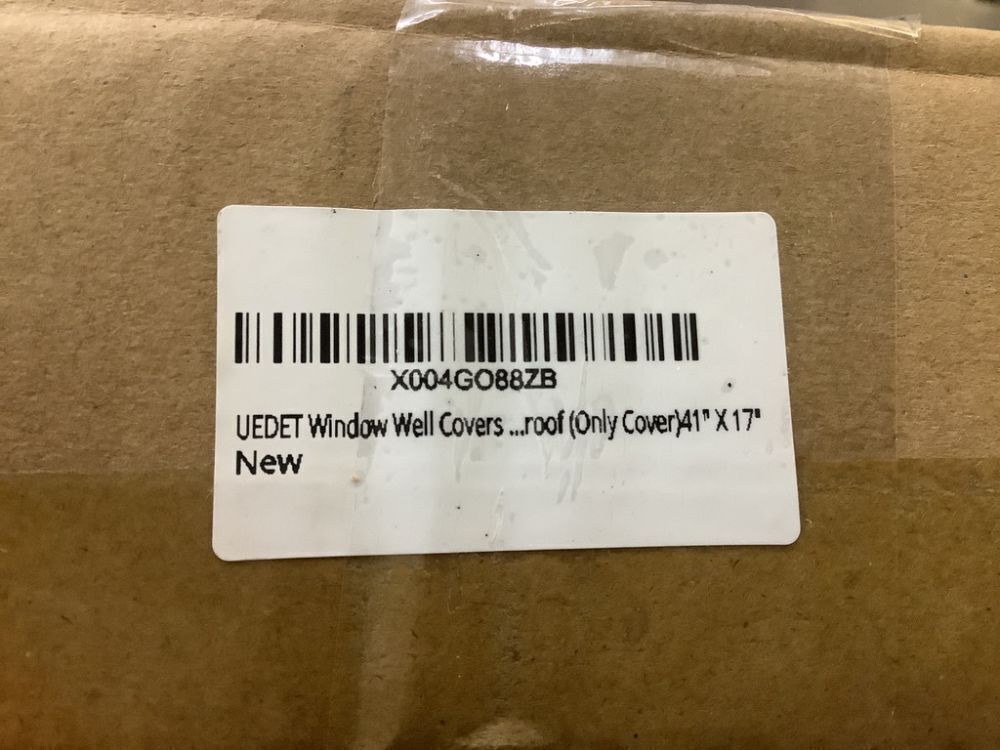 X004GO88ZB
UEDET Window Well Covers ...roof (Only Cover)41" X 17"
New